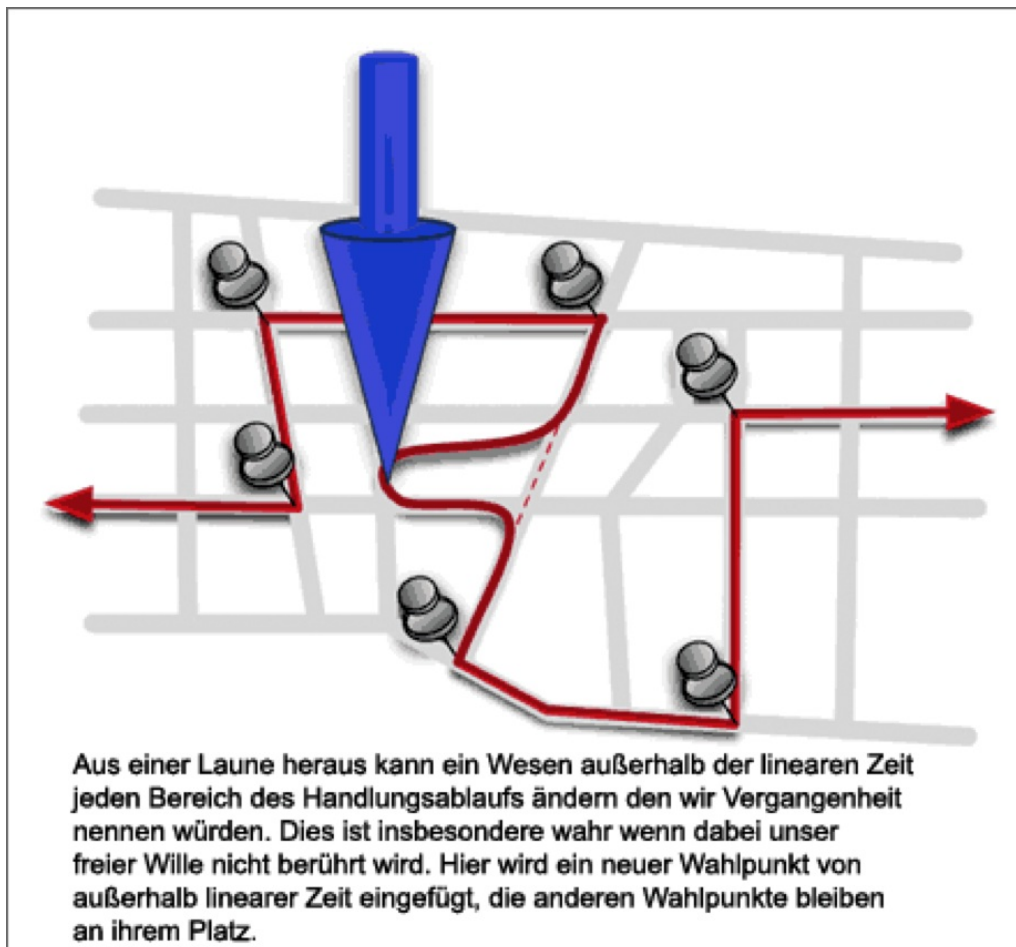 Aus einer Laune heraus kann ein Wesen außerhalb der linearen Zeit
jeden Bereich des Handlungsablaufs ändern den wir Vergangenheit
nennen würden. Dies ist insbesondere wahr wenn dabei unser
freier Wille nicht berührt wird. Hier wird ein neuer Wahlpunkt von
außerhalb linearer Zeit eingefügt, die anderen Wahlpunkte bleiben
an ihrem Platz.